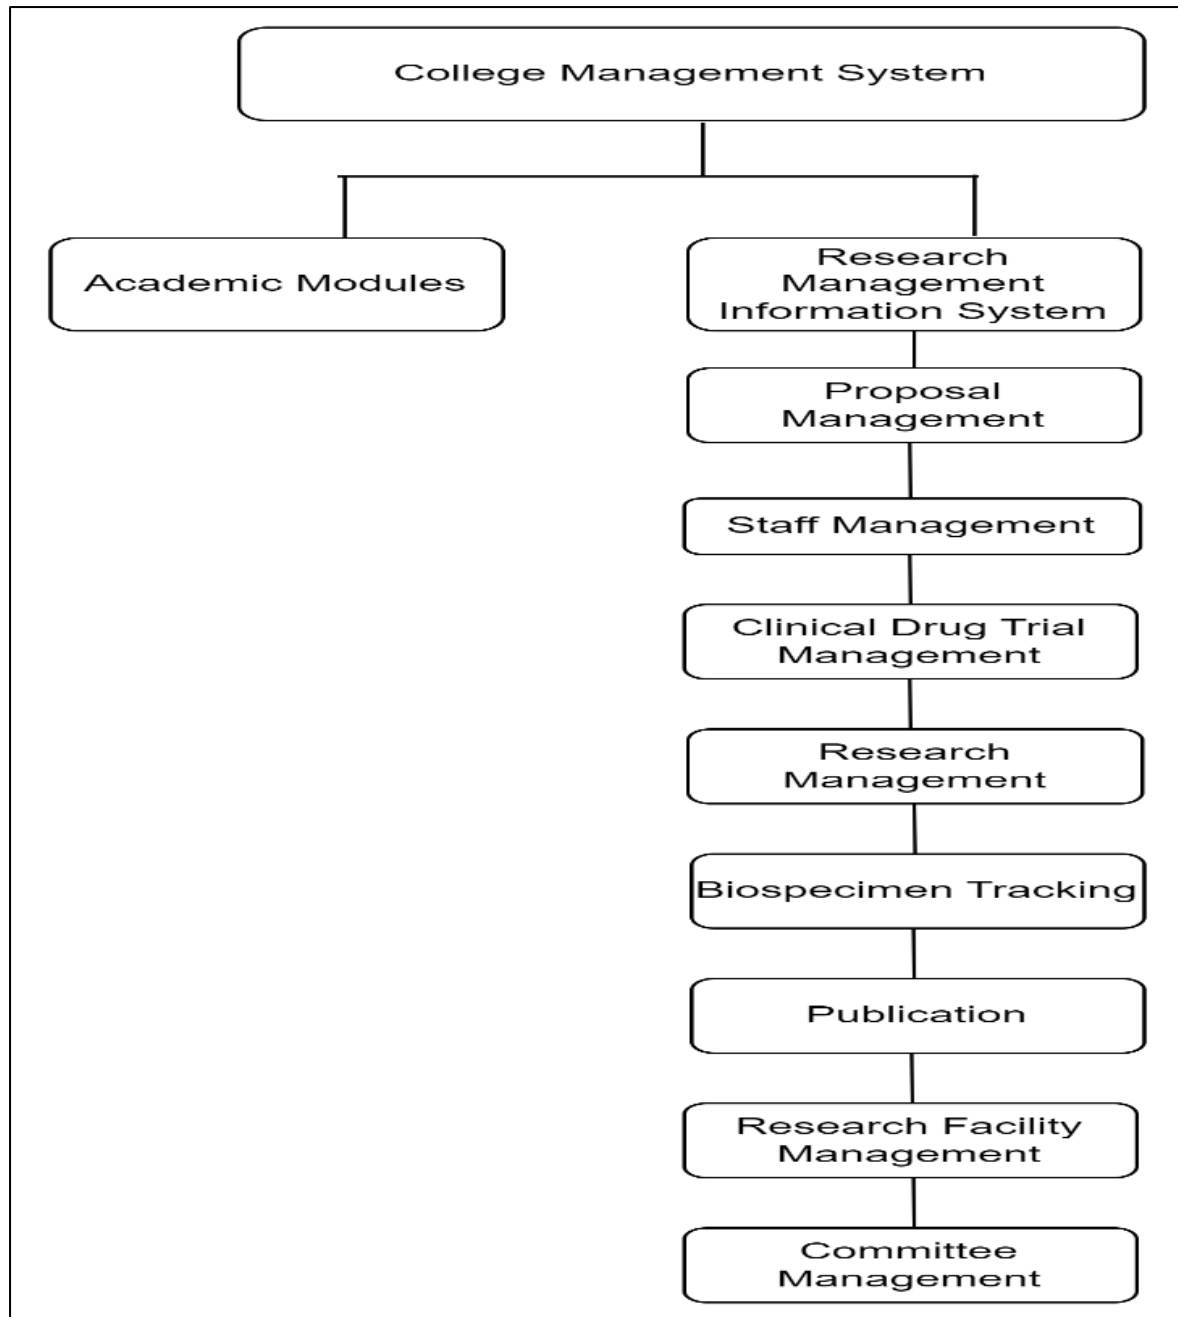 College Management System
Academic Modules
Research
Management
Information System
Proposal
Management
Staff Management
Clinical Drug Trial
Management
Research
Management
Biospecimen Tracking
Publication
Research Facility
Management
Committee
Management